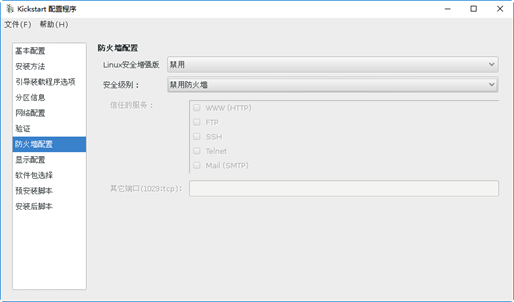 Kickstart 配置程序
文件(F) 帮助(H)
基本配置
安装方法
引导装载程序选项
分区信息
网络配置
验证
防火墙配置
显示配置
软件包选择
预安装脚本
安装后脚本
防火墙配置
Linux安全增强版 禁用
安全级别： 禁用防火墙
信任的服务：
WWW (HTTP)
FTP
SSH
Telnet
Mail (SMTP)
其它端口(1029:tcp):